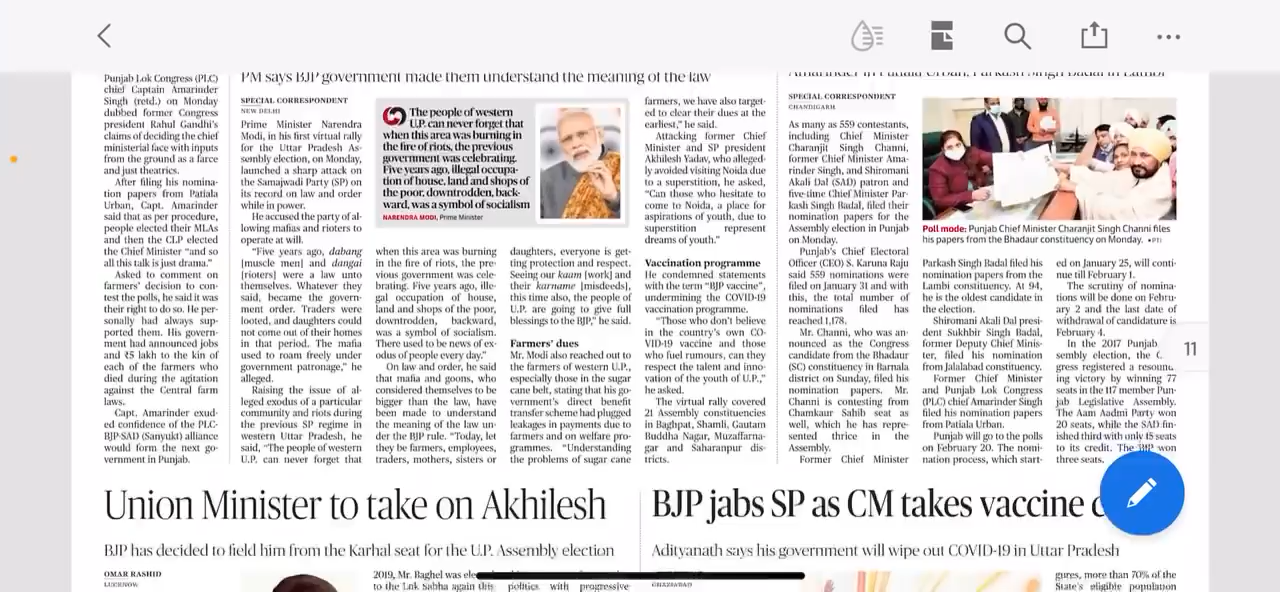 Punjab Lok Congress (PLC)
chief Captain Amarinder
Singh (retd.) on Monday
dubbed former Congress
president Rahul Gandhi's
claims of deciding the chief
ministerial face with inputs
from the ground as a farce
and just theatrics.
After filing his nomina-
tion papers from Patiala
Urban, Capt. Amarinder
said that as per procedure,
people elected their MLAs
and then the CLP elected
the Chief Minister "and so
all this talk is just drama."
Asked to comment on
farmers' decision to con-
test the polls, he said it was
their right to do so. He per-
sonally had always sup-
ported them. His govern-
ment had announced jobs
and ₹5 lakh to the kin of
each of the farmers who
died during the agitation
against the Central farm
laws.
Capt. Amarinder exud-
ed confidence of the PLC-
BJP-SAD (Sanyukt) alliance
would form the next go-
vernment in Punjab.
PM says BJP government made them understand the meaning of the law
SPECIAL CORRESPONDENT
NEW DELHI
Prime Minister Narendra
Modi, in his first virtual rally
for the Uttar Pradesh As-
sembly election, on Monday,
launched a sharp attack on
the Samajwadi Party (SP) on
its record on law and order
while in power.
He accused the party of al-
lowing mafias and rioters to
operate at will.
"Five years ago, dabang
[muscle men] and dangai
[rioters] were a law unto
themselves. Whatever they
said, became the govern-
ment order. Traders were
looted, and daughters could
not come out of their homes
in that period. The mafia
used to roam freely under
government patronage," he
alleged.
Raising the issue of al-
leged exodus of a particular
community and riots during
the previous SP regime in
western Uttar Pradesh, he
said, "The people of western
U.P. can never forget that
The people of western
U.P. can never forget that
when this area was burning in
the fire of riots, the previous
government was celebrating.
Five years ago, illegal occupa-
tion of house, land and shops of
the poor, downtrodden, back-
ward, was a symbol of socialism
NARENDRA MODI, Prime Minister
when this area was burning
in the fire of riots, the pre-
vious government was cele-
brating. Five years ago, ille-
gal occupation of house,
land and shops of the poor,
downtrodden, backward,
was a symbol of socialism.
There used to be news of ex-
odus of people every day."
On law and order, he said
that mafia and goons, who
considered themselves to be
bigger than the law, have
been made to understand
the meaning of the law un-
der the BJP rule. "Today, let
they be farmers, employees,
traders, mothers, sisters or
daughters, everyone is get-
ting protection and respect.
Seeing our kaam [work] and
their karname [misdeeds],
this time also, the people of
U.P. are going to give full
blessings to the BJP," he said.
Farmers' dues
Mr. Modi also reached out to
the farmers of western U.P.,
especially those in the sugar
cane belt, stating that his go-
vernment's direct benefit
transfer scheme had plugged
leakages in payments due to
farmers and on welfare pro-
grammes. "Understanding
the problems of sugar cane
farmers, we have also target-
ed to clear their dues at the
earliest," he said.
Attacking former Chief
Minister and SP president
Akhilesh Yadav, who alleged-
ly avoided visiting Noida due
to a superstition, he asked,
"Can those who hesitate to
come to Noida, a place for
aspirations of youth, due to
superstition represent
dreams of youth."
Vaccination programme
He condemned statements
with the term "BJP vaccine",
undermining the COVID-19
vaccination programme.
"Those who don't believe
in the country's own CO-
VID-19 vaccine and those
who fuel rumours, can they
respect the talent and inno-
vation of the youth of U.P.,"
he asked.
The virtual rally covered
21 Assembly constituencies
in Baghpat, Shamli, Gautam
Buddha Nagar, Muzaffarna-
gar and Saharanpur dis-
tricts.
Amarinder in Patiala Urban, Parkash Singh Badal in Lambi
SPECIAL CORRESPONDENT
CHANDIGARH
As many as 559 contestants,
including Chief Minister
Charanjit Singh Channi,
former Chief Minister Ama-
rinder Singh, and Shiromani
Akali Dal (SAD) patron and
five-time Chief Minister Par-
kash Singh Badal, filed their
nomination papers for the
Assembly election in Punjab
on Monday.
Punjab's Chief Electoral
Officer (CEO) S. Karuna Raju
said 559 nominations were
filed on January 31 and with
this, the total number of
nominations filed has
reached 1,178.
Mr. Channi, who was an-
nounced as the Congress
candidate from the Bhadaur
(SC) constituency in Barnala
district on Sunday, filed his
nomination papers. Mr.
Channi is contesting from
Chamkaur Sahib seat as
well, which he has repre-
sented thrice in the
Assembly.
Former Chief Minister
Poll mode: Punjab Chief Minister Charanjit Singh Channi files
his papers from the Bhadaur constituency on Monday. •PTI
Parkash Singh Badal filed his
nomination papers from the
Lambi constituency. At 94,
he is the oldest candidate in
the election.
Shiromani Akali Dal presi-
dent Sukhbir Singh Badal,
former Deputy Chief Minis-
ter, filed his nomination
from Jalalabad constituency.
Former Chief Minister
and Punjab Lok Congress
(PLC) chief Amarinder Singh
filed his nomination papers
from Patiala Urban.
Punjab will go to the polls
on February 20. The nomi-
nation process, which start-
ed on January 25, will conti-
nue till February 1.
The scrutiny of nomina-
tions will be done on Febru-
ary 2 and the last date of
withdrawal of candidature is
February 4.
In the 2017 Punjab
sembly election, the C
gress registered a resound
ing victory by winning 77
seats in the 117 member Pun-
jab Legislative Assembly.
The Aam Aadmi Party won
20 seats, while the SAD fin-
ished third with only 15 seats
to its credit. The BJP won
three seats.
11
Union Minister to take on Akhilesh
BJP has decided to field him from the Karhal seat for the U.P. Assembly election
OMAR RASHID
LUCKNOW
2019, Mr. Baghel was elec
to the Lok Sabha again this
politics with progressive
BJP jabs SP as CM takes vaccine
Adityanath says his government will wipe out COVID-19 in Uttar Pradesh
GHAZIABAD
gures, more than 70% of the
State's eligible population